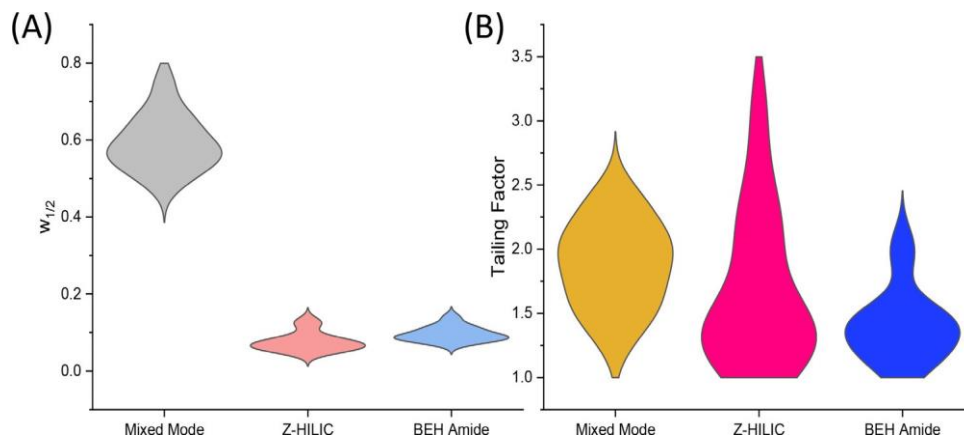 (A)
(B)
w1/2
0.8
0.6
0.4
0.2
0.0
Mixed Mode
Z-HILIC
BEH Amide
Tailing Factor
3.5
3.0
2.5
2.0
1.5
1.0
Mixed Mode
Z-HILIC
BEH Amide